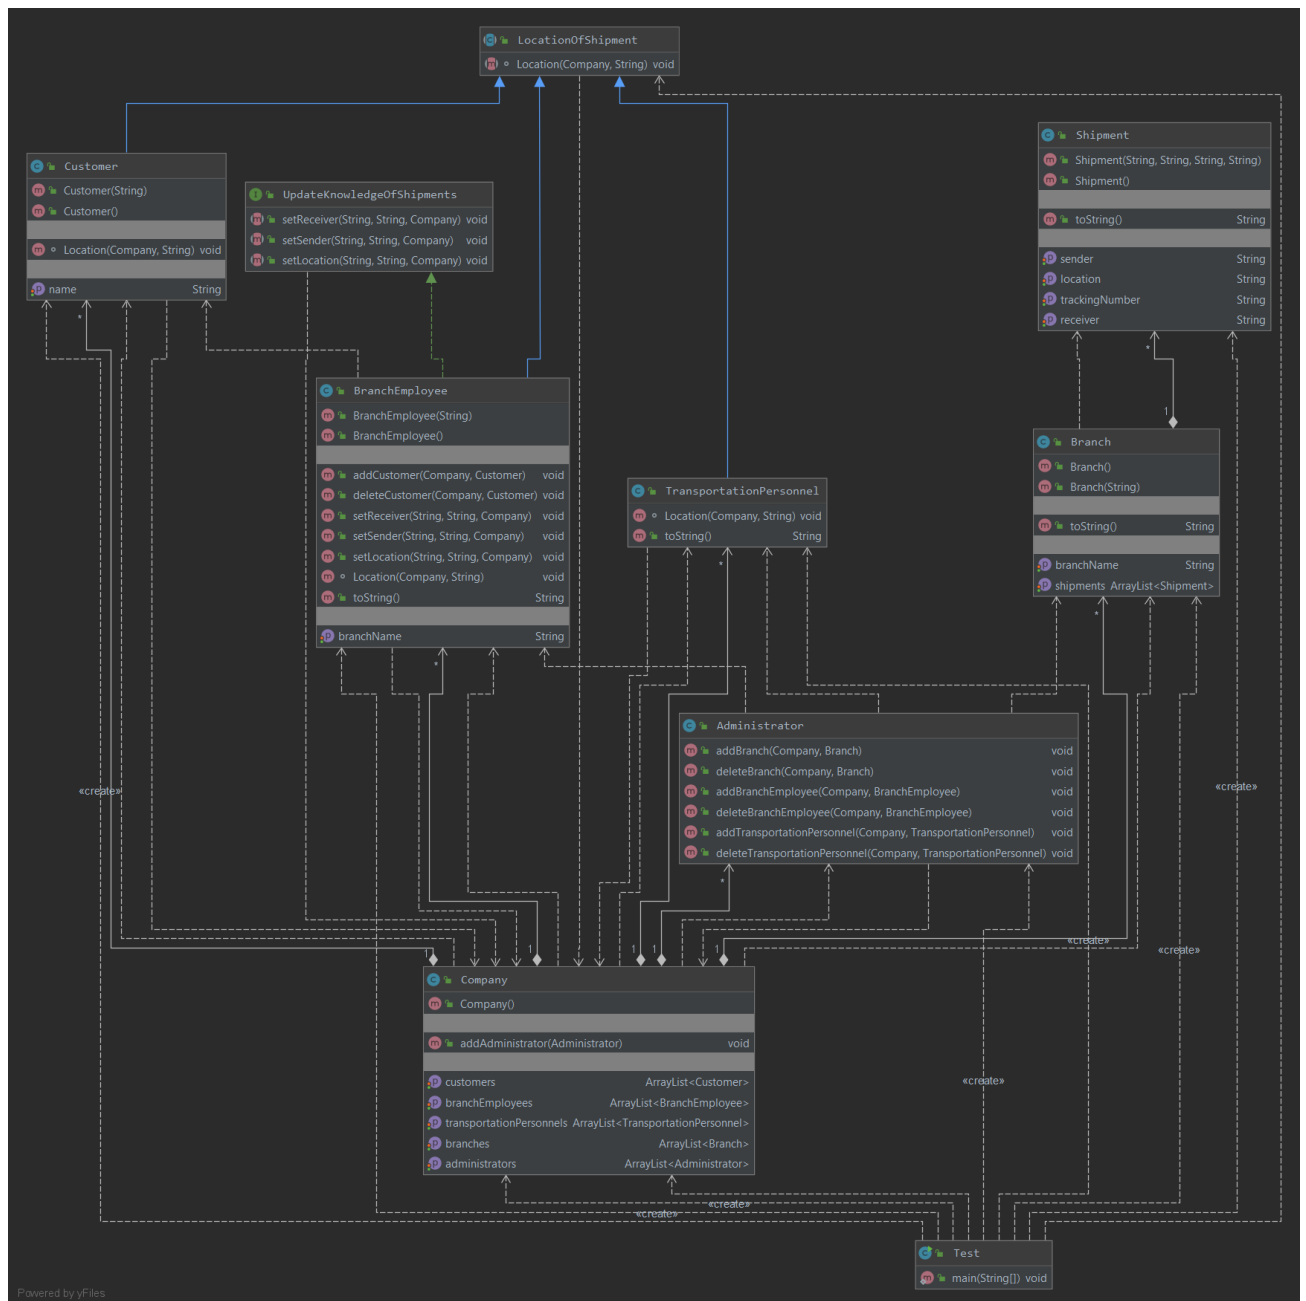 LocationOfShipment
Location(Company, String) void
Customer
Customer(String)
Customer()
Location(Company, String) void
name String
UpdateKnowledgeOfShipments
setReceiver(String, String, Company) void
setSender(String, String, Company) void
setLocation(String, String, Company) void
Shipment
Shipment(String, String, String, String)
Shipment()
toString() String
sender String
location String
trackingNumber String
receiver String
*
*
1
BranchEmployee
BranchEmployee(String)
BranchEmployee()
addCustomer(Company, Customer) void
deleteCustomer(Company, Customer) void
setReceiver(String, String, Company) void
setSender(String, String, Company) void
setLocation(String, String, Company) void
Location(Company, String) void
toString() String
branchName String
TransportationPersonnel
Location(Company, String) void
toString() String
Branch
Branch()
Branch(String)
toString() String
branchName String
shipments ArrayList<Shipment>
*
*
*
Administrator
addBranch(Company, Branch) void
deleteBranch(Company, Branch) void
addBranchEmployee(Company, BranchEmployee) void
deleteBranchEmployee(Company, BranchEmployee) void
addTransportationPersonnel(Company, TransportationPersonnel) void
deleteTransportationPersonnel(Company, TransportationPersonnel) void
«create»
«create»
*
«create»
«create»
1
1
1
1
1
Company
Company()
addAdministrator(Administrator) void
customers ArrayList<Customer>
branchEmployees ArrayList<BranchEmployee>
transportationPersonnels ArrayList<TransportationPersonnel>
branches ArrayList<Branch>
administrators ArrayList<Administrator>
«create»
«create»
«create»
Test
main(String[]) void
Powered by yFiles